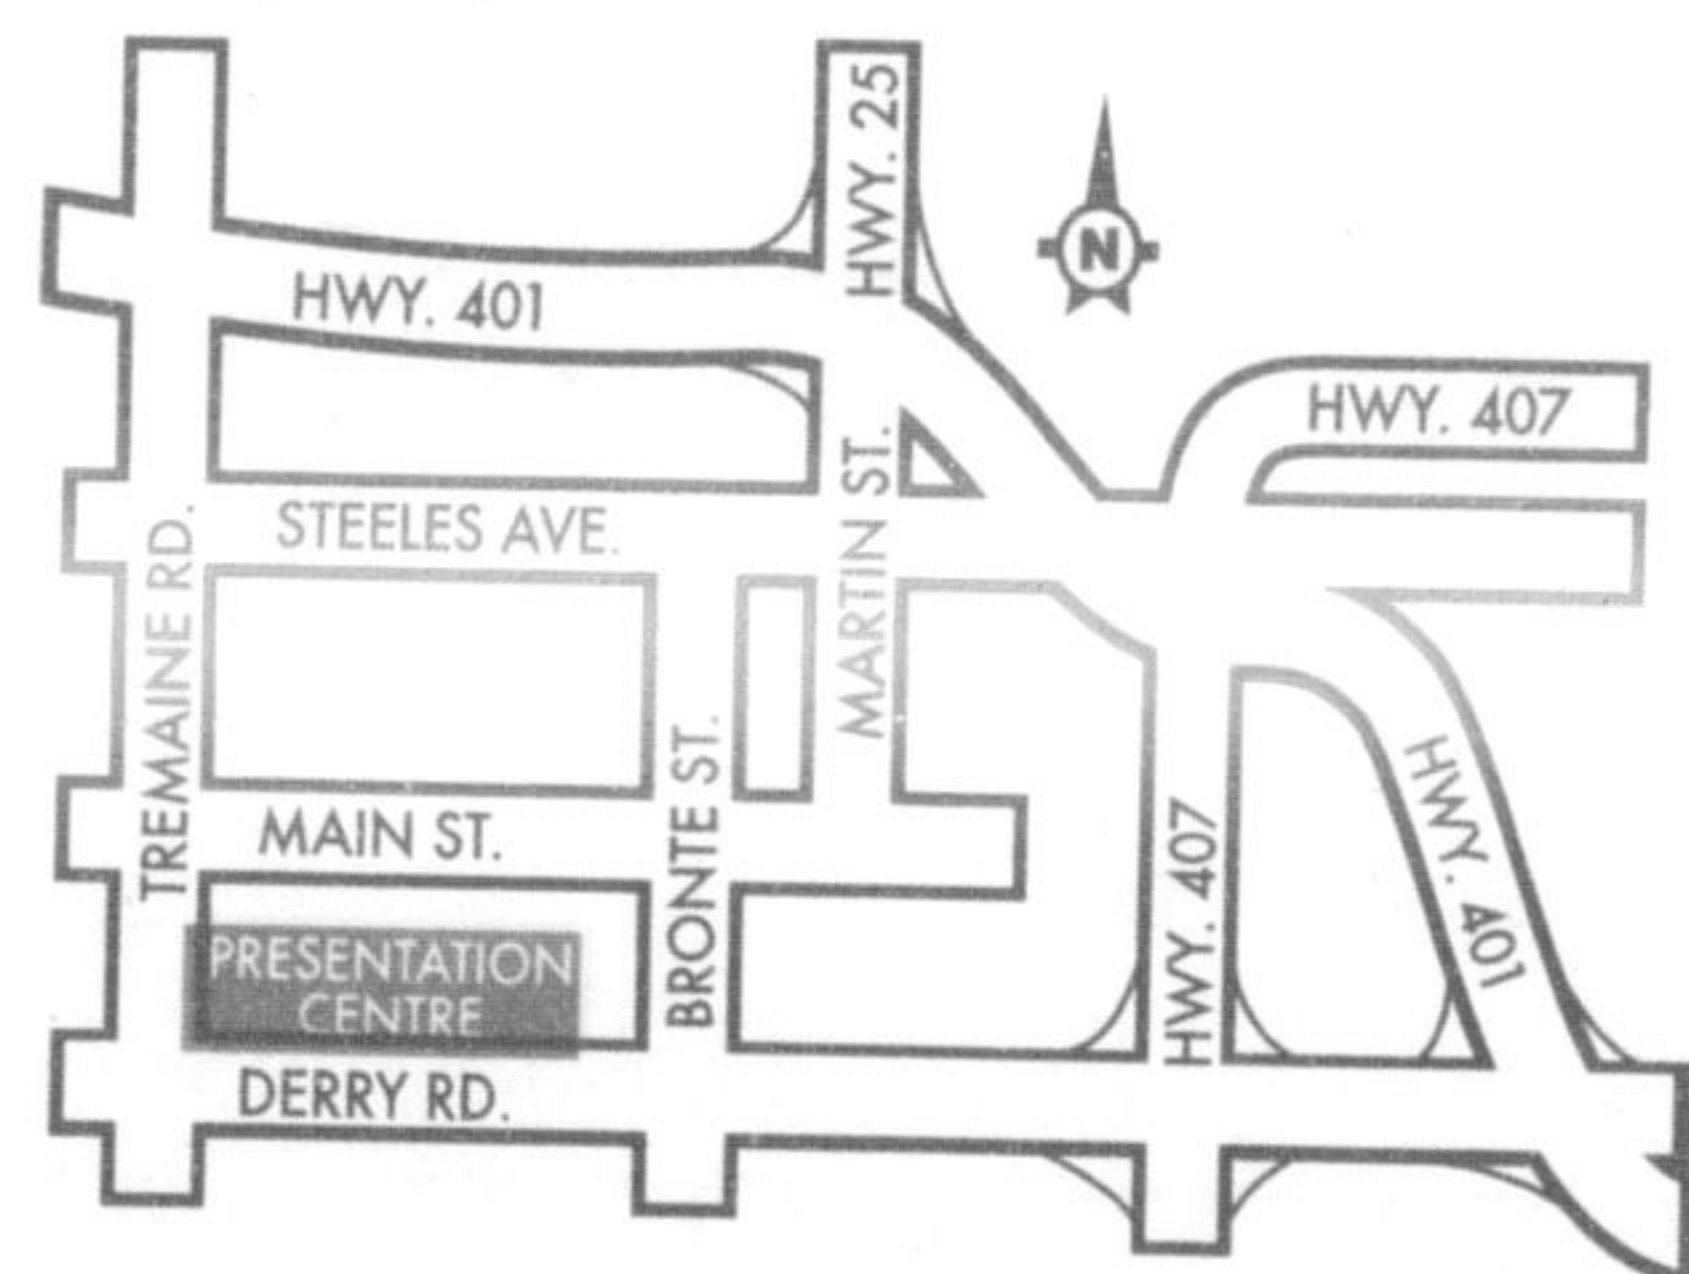 HWY. 25
N
HWY. 401
HWY. 407
MARTIN ST.
STEELES AVE.
TREMAINE RD.
BRONTE ST.
HWY. 401
MAIN ST.
HWY. 407
PRESENTATION
CENTRE
DERRY RD.